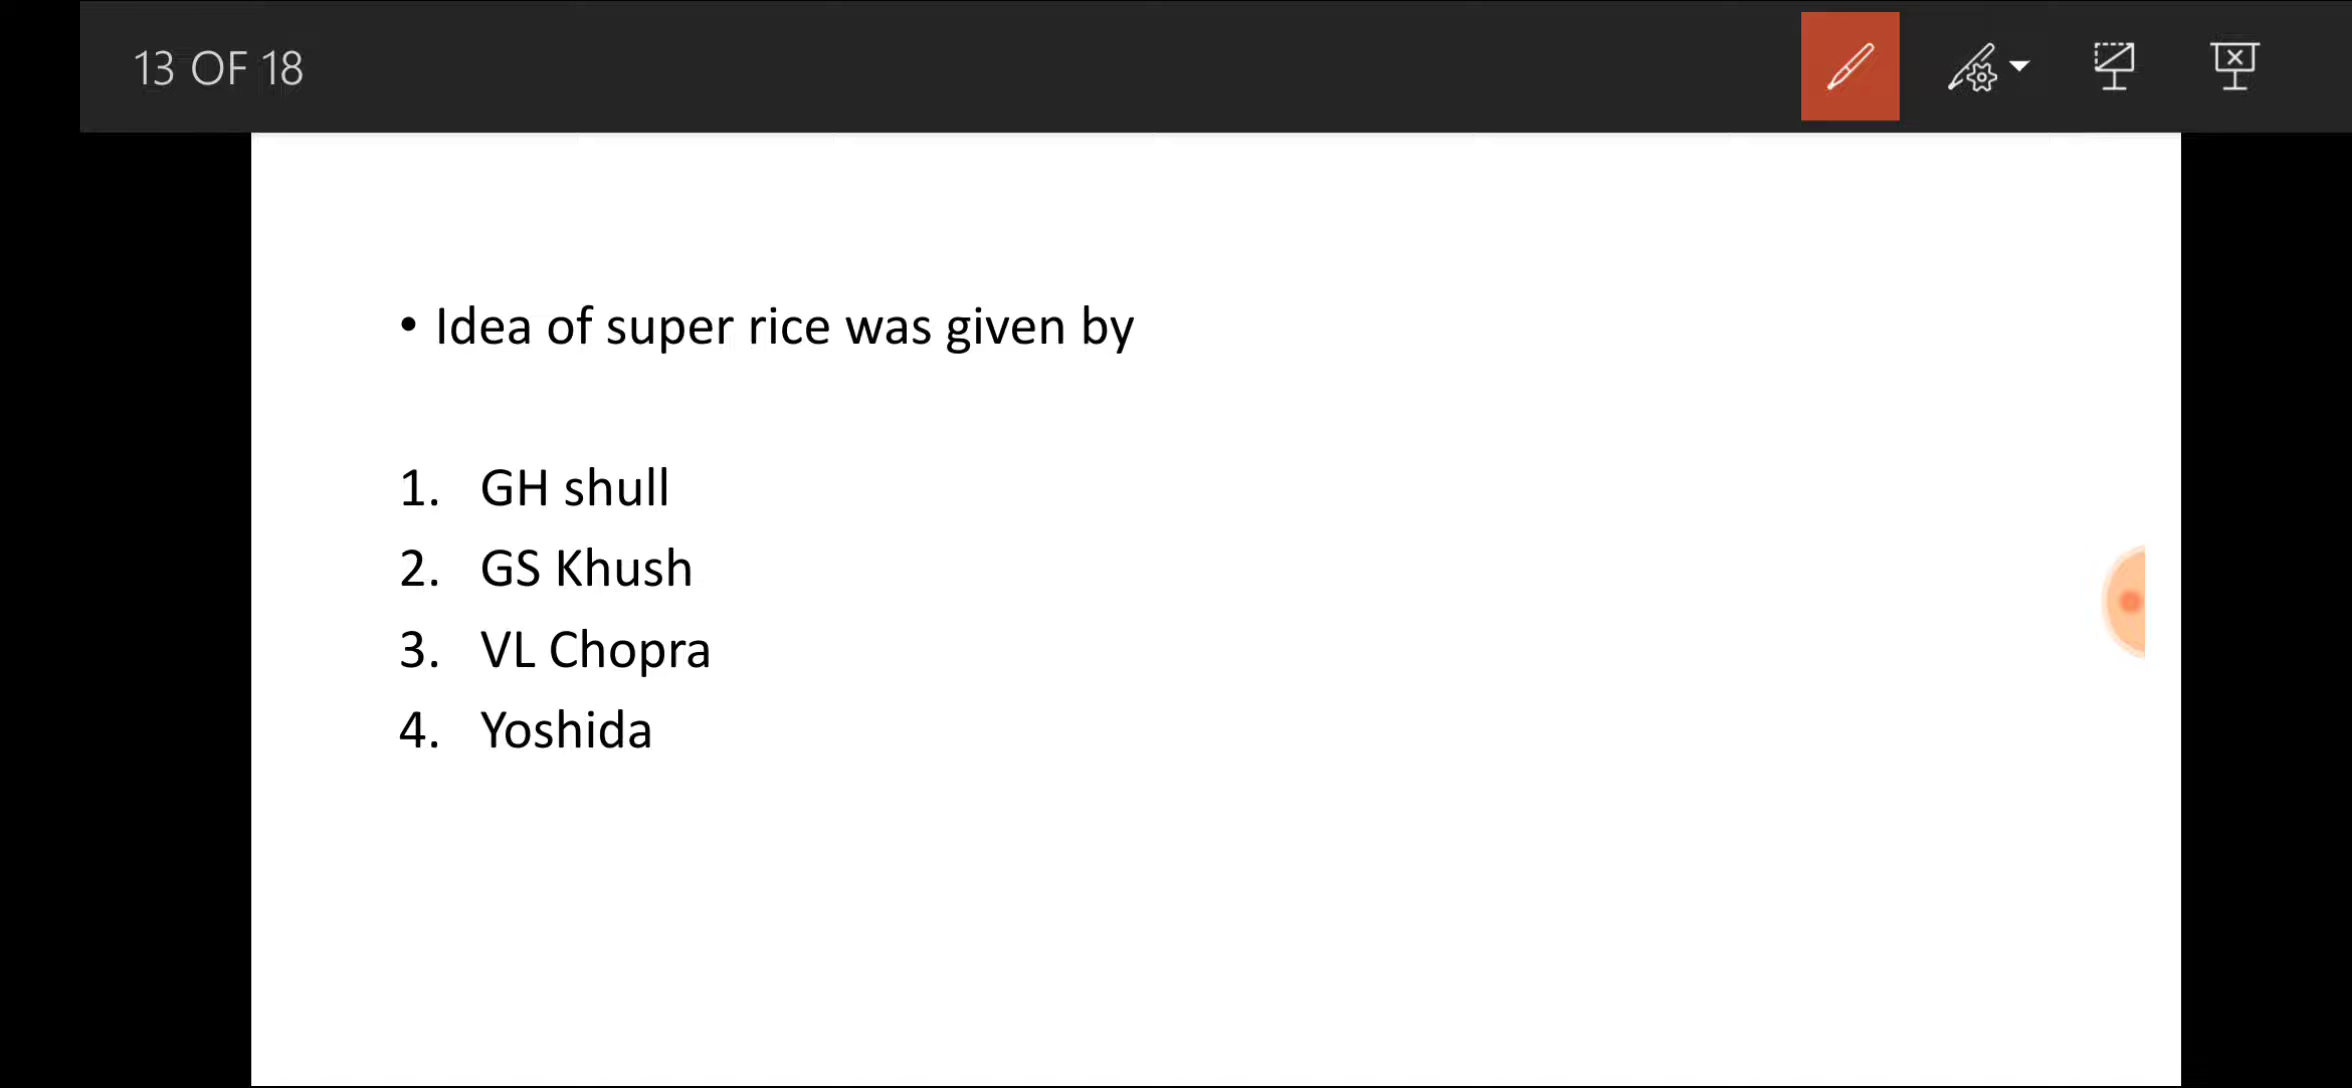 13 OF 18
• Idea of super rice was given by
1. GH shull
2. GS Khush
3. VL Chopra
4. Yoshida